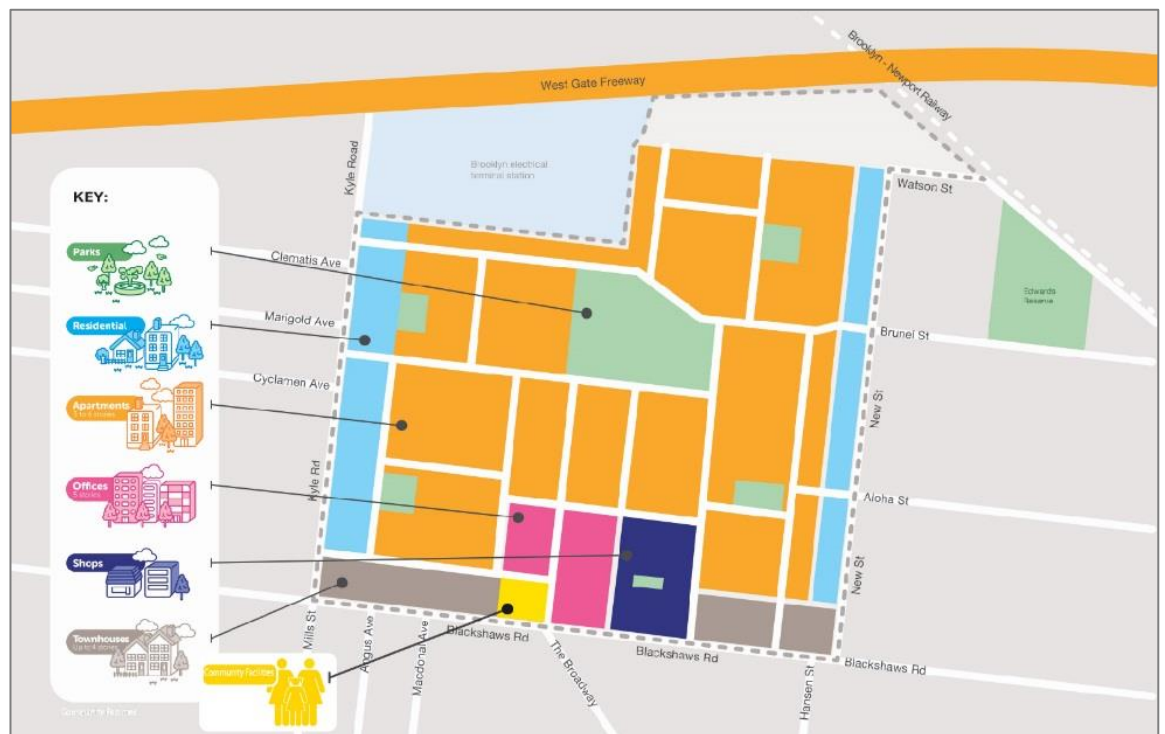 Brooklyn - Newport Railway
West Gate Freeway
Brooklyn electrical
terminal station
Kyle Road
Watson St
KEY:
Parks
Clematis Ave
Edwards
Reserve
Residential
Marigold Ave
Brunel St
Cyclamen Ave
Apartments
New St
Offices
5 stories
Kyle Rd
Aloha St
Shops
New St
Townhouses
Up to 4 stories
Mills St
Angus Ave
Macdonald Ave
Blackshaws Rd
The Broadway
Blackshaws Rd
Hansen St
Blackshaws Rd
Community Facilities